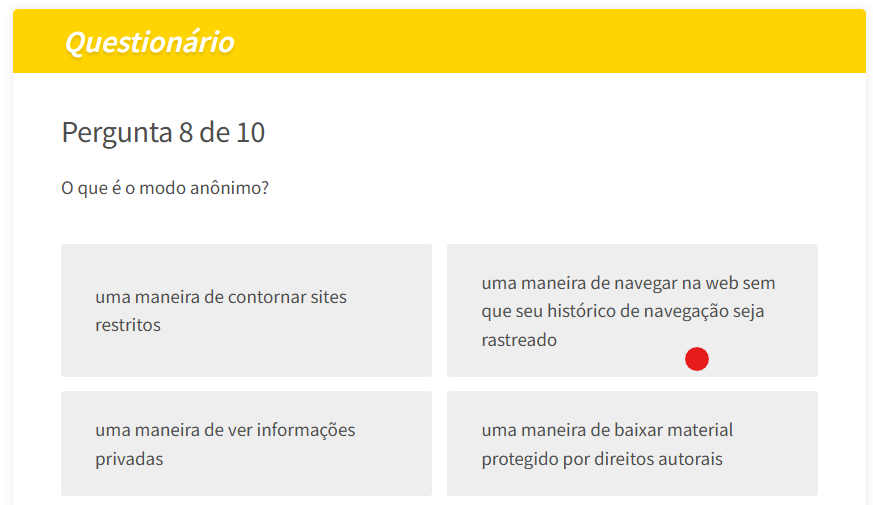 Questionário
Pergunta 8 de 10
O que é o modo anônimo?
uma maneira de contornar sites
restritos
uma maneira de navegar na web sem
que seu histórico de navegação seja
rastreado
uma maneira de ver informações
privadas
uma maneira de baixar material
protegido por direitos autorais